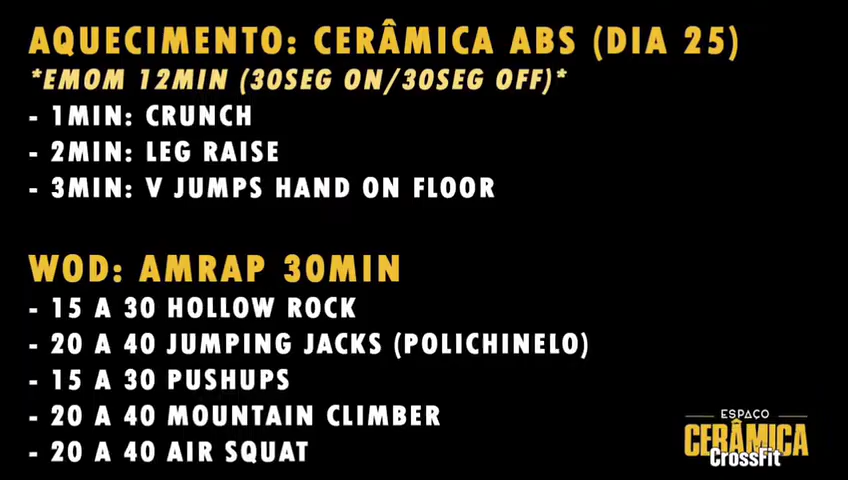 AQUECIMENTO: CERÂMICA ABS (DIA 25)
*EMOM 12MIN (30SEG ON/30SEG OFF)*
- 1MIN: CRUNCH
- 2MIN: LEG RAISE
- 3MIN: V JUMPS HAND ON FLOOR
WOD: AMRAP 30MIN
- 15 A 30 HOLLOW ROCK
- 20 A 40 JUMPING JACKS (POLICHINELO)
- 15 A 30 PUSHUPS
- 20 A 40 MOUNTAIN CLIMBER
- 20 A 40 AIR SQUAT
ESPAÇO
CERÂMICA
CrossFit